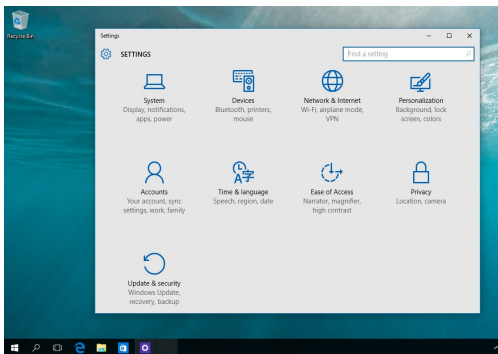 Recycle Bin
Settings
SETTINGS
Find a setting
System
Display, notifications,
apps, power
Devices
Bluetooth, printers,
mouse
Network & Internet
Wi-Fi, airplane mode,
VPN
Personalization
Background, lock
screen, colors
Accounts
Your account, sync
settings, work, family
Time & language
Speech, region, date
Ease of Access
Narrator, magnifier,
high contrast
Privacy
Location, camera
Update & security
Windows Update,
recovery, backup